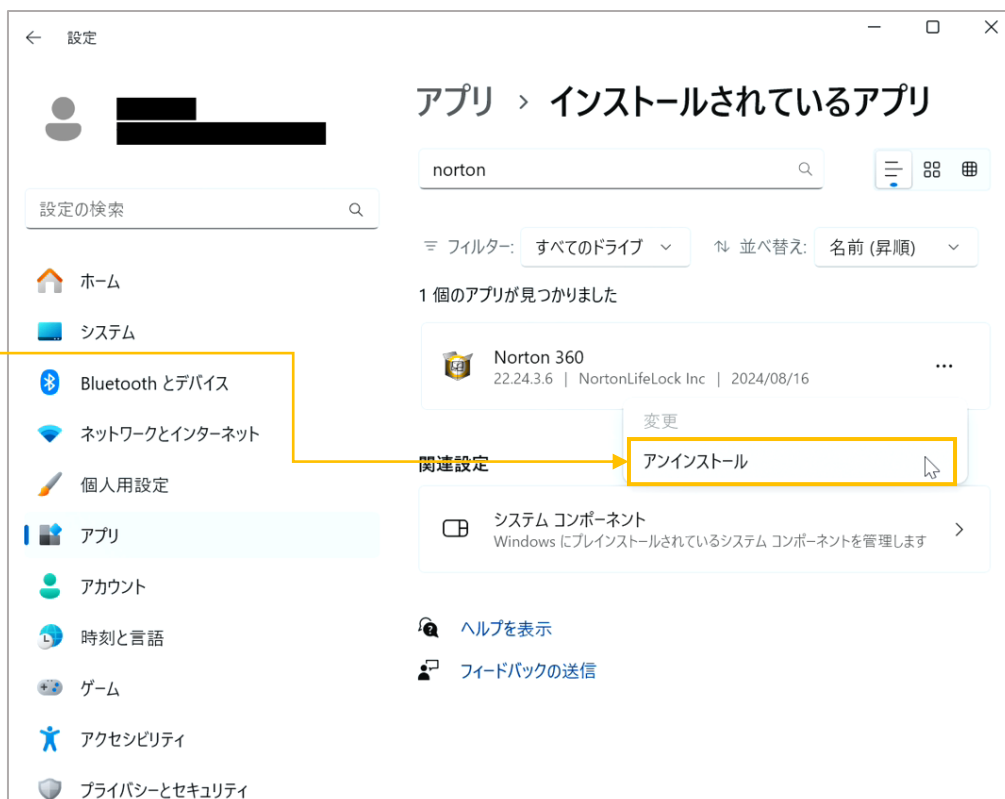 設定
アプリ › インストールされているアプリ
norton
設定の検索
フィルター: すべてのドライブ 並べ替え: 名前 (昇順)
1 個のアプリが見つかりました
Norton 360
22.24.3.6 | NortonLifeLock Inc | 2024/08/16
変更
アンインストール
関連設定
システム コンポーネント
Windows にプレインストールされているシステム コンポーネントを管理します
ヘルプを表示
フィードバックの送信
ホーム
システム
Bluetooth とデバイス
ネットワークとインターネット
個人用設定
アプリ
アカウント
時刻と言語
ゲーム
アクセシビリティ
プライバシーとセキュリティ